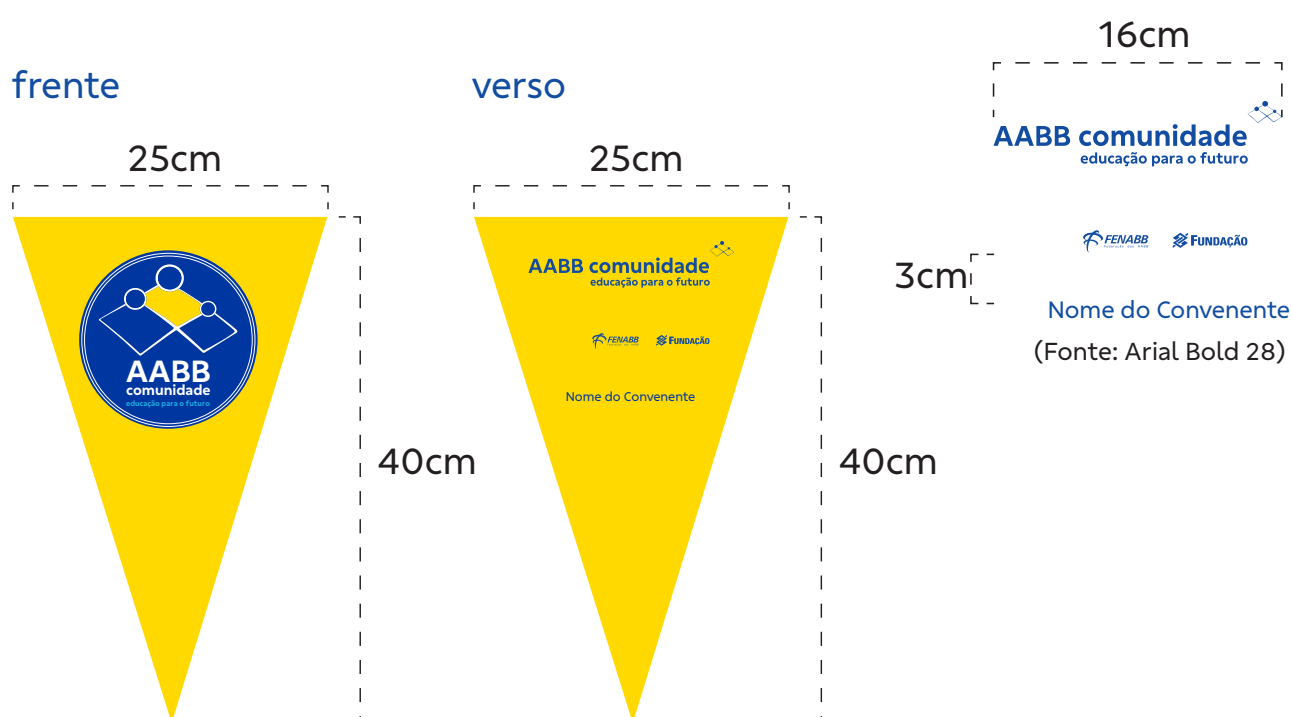 frente
25cm
AABB
comunidade
educação para o futuro
40cm
verso
25cm
AABB comunidade
educação para o futuro
FENABB
FUNDAÇÃO
Nome do Convenente
40cm
16cm
AABB comunidade
educação para o futuro
FENABB
FUNDAÇÃO
3cm
Nome do Convenente
(Fonte: Arial Bold 28)